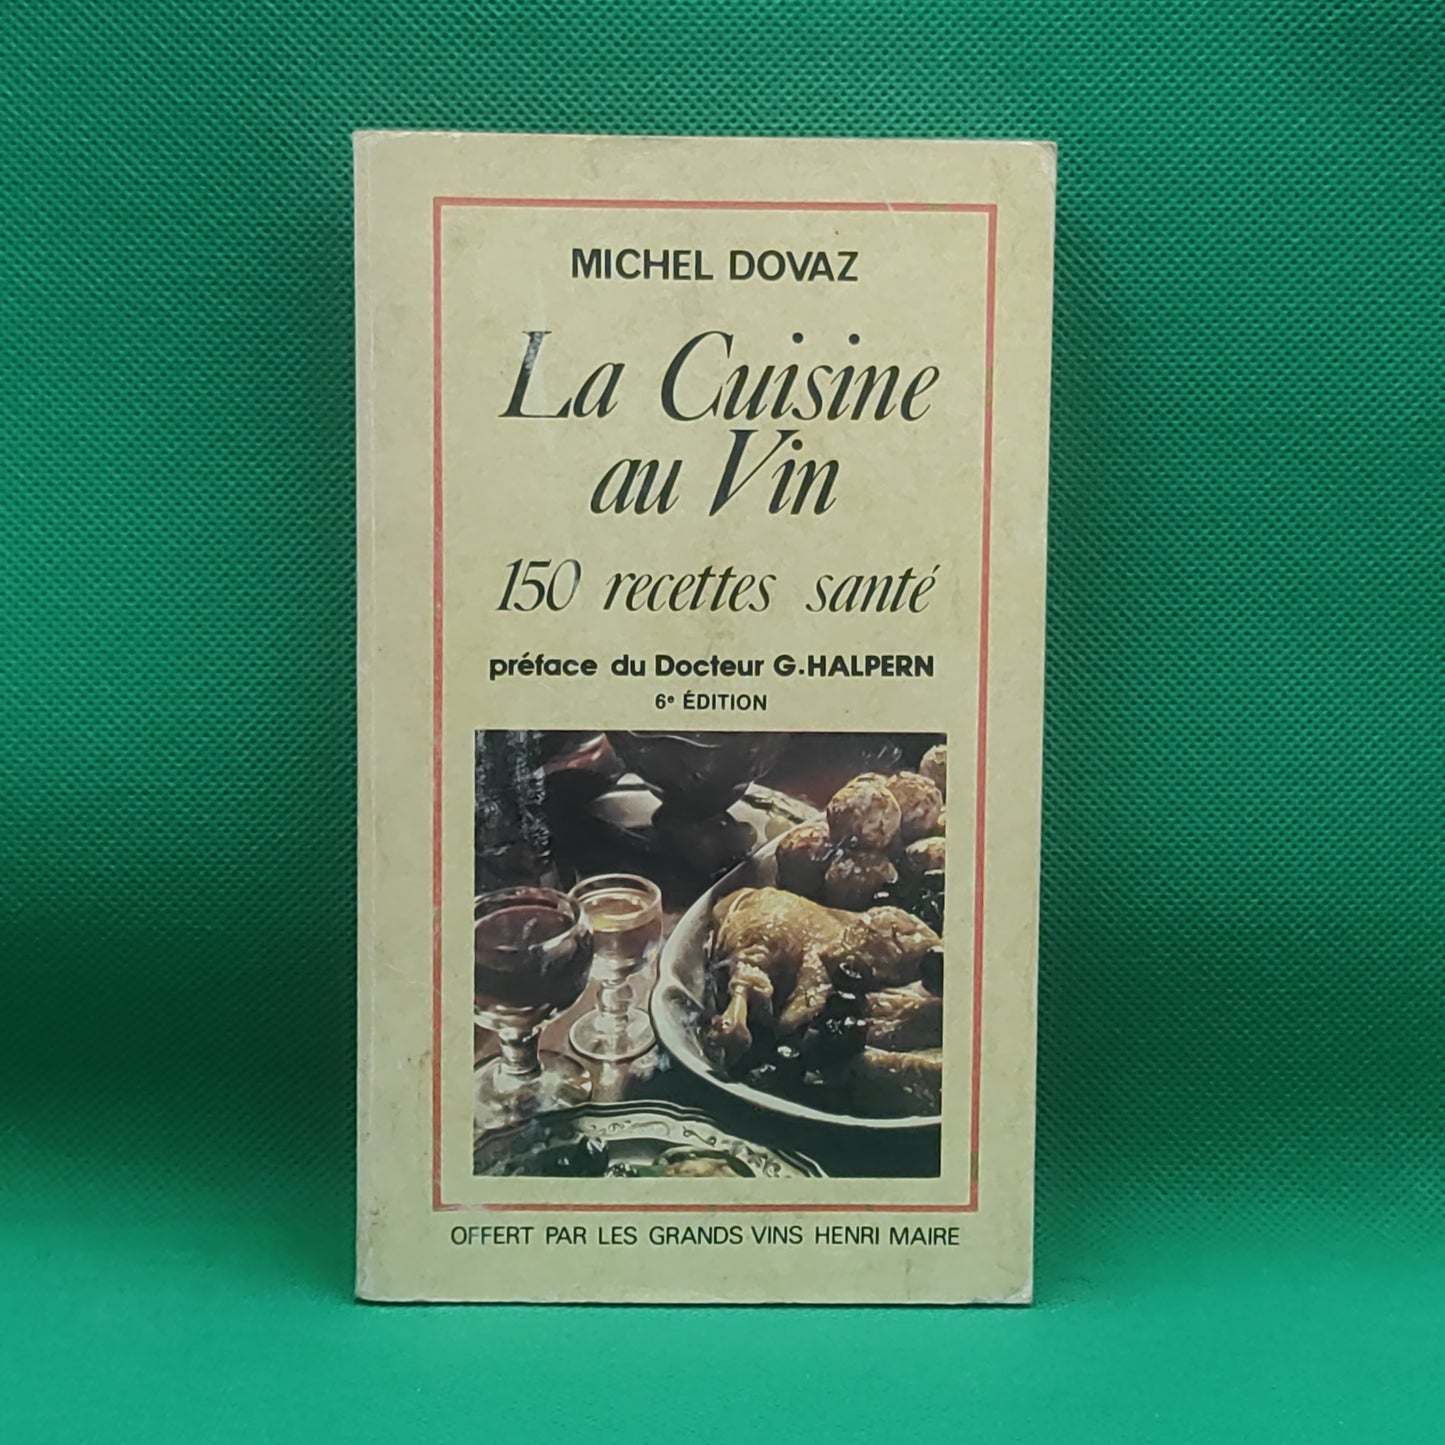 MICHEL DOVAZ
La Cuisine
au Vin
150 recettes santé
préface du Docteur G.HALPERN
6e ÉDITION
OFFERT PAR LES GRANDS VINS HENRI MAIRE